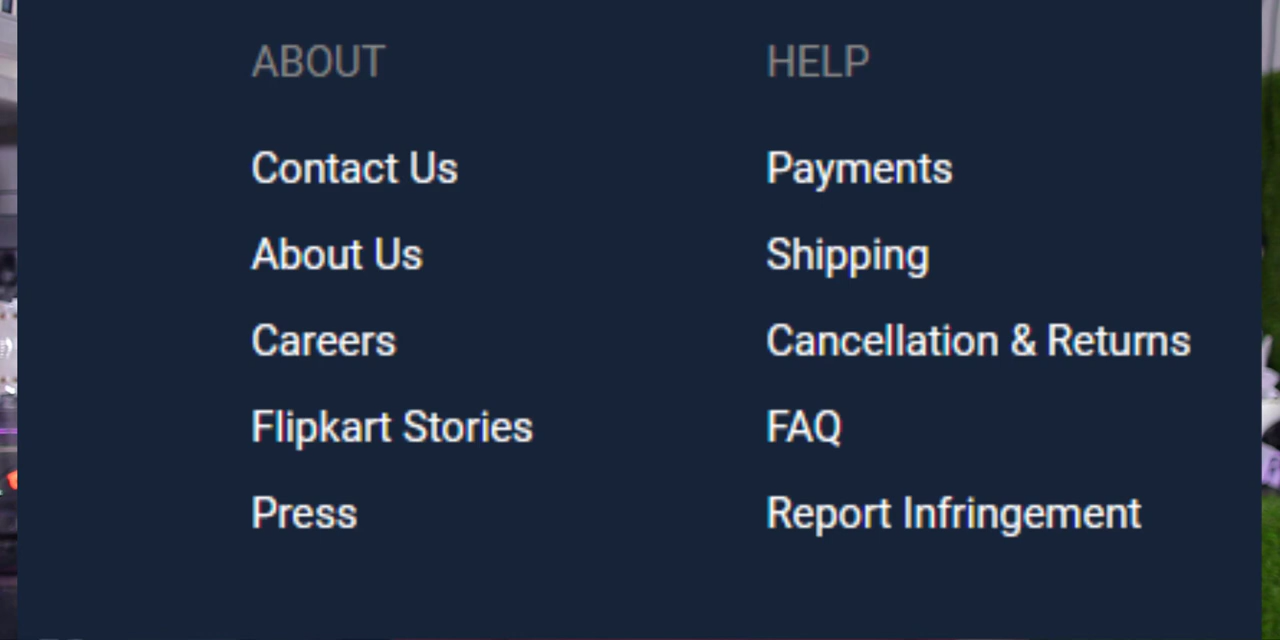 ABOUT
Contact Us
About Us
Careers
Flipkart Stories
Press
HELP
Payments
Shipping
Cancellation & Returns
FAQ
Report Infringement